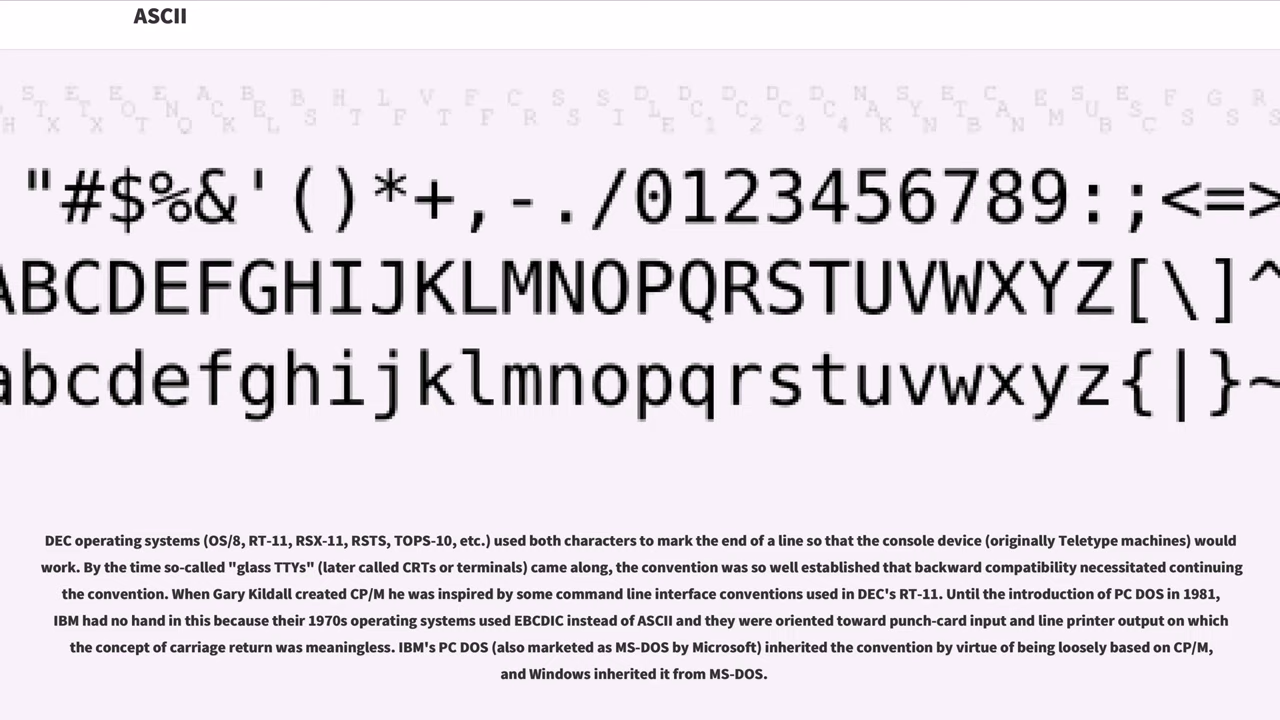 ASCII
S E E E A B B H L V F C S S D D D D D N S E C E S E F G R
H T X T X O T N Q C K E L S T F T F R S I L E C 1 C 2 C 3 C 4 A K Y N T B A N M U B S C S S S
"#$%&'()*+,-./0123456789:;<=>
ABCDEFGHIJKLMNOPQRSTUVWXYZ[\]^
abcdefghijklmnopqrstuvwxyz{|}~
DEC operating systems (OS/8, RT-11, RSX-11, RSTS, TOPS-10, etc.) used both characters to mark the end of a line so that the console device (originally Teletype machines) would
work. By the time so-called "glass TTYs" (later called CRTs or terminals) came along, the convention was so well established that backward compatibility necessitated continuing
the convention. When Gary Kildall created CP/M he was inspired by some command line interface conventions used in DEC's RT-11. Until the introduction of PC DOS in 1981,
IBM had no hand in this because their 1970s operating systems used EBCDIC instead of ASCII and they were oriented toward punch-card input and line printer output on which
the concept of carriage return was meaningless. IBM's PC DOS (also marketed as MS-DOS by Microsoft) inherited the convention by virtue of being loosely based on CP/M,
and Windows inherited it from MS-DOS.